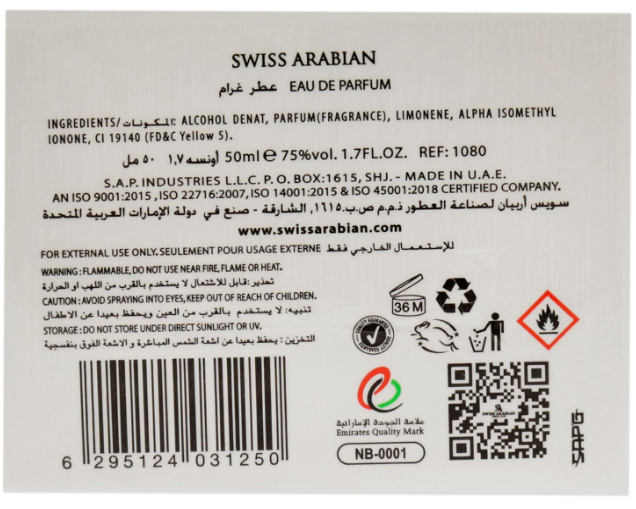 SWISS ARABIAN
عطر غرام EAU DE PARFUM
INGREDIENTS/المكونات: ALCOHOL DENAT, PARFUM(FRAGRANCE), LIMONENE, ALPHA ISOMETHYL
IONONE, CI 19140 (FD&C Yellow 5).
50ml e 75%vol. 1.7FL.OZ. REF: 1080 أونسه ١,٧ ٥٠ مل
S.A.P. INDUSTRIES L.L.C. P. O. BOX:1615, SHJ. - MADE IN U.A.E.
AN ISO 9001:2015 ,ISO 22716:2007, ISO 14001:2015 & ISO 45001:2018 CERTIFIED COMPANY.
سويس أربيان لصناعة العطور ذ.م.م ص.ب.١٦١٥, الشارقة - صنع في دولة الإمارات العربية المتحدة
www.swissarabian.com
FOR EXTERNAL USE ONLY. SEULEMENT POUR USAGE EXTERNE للإستعمال الخارجي فقط
WARNING : FLAMMABLE, DO NOT USE NEAR FIRE, FLAME OR HEAT.
تحذير: قابل للاشتعال لا يستخدم بالقرب من اللهب او الحرارة
CAUTION : AVOID SPRAYING INTO EYES, KEEP OUT OF REACH OF CHILDREN.
تنبيه: لا يستخدم بالقرب من العين ويحفظ بعيدا عن الاطفال
STORAGE : DO NOT STORE UNDER DIRECT SUNLIGHT OR UV.
التخزين : يحفظ بعيدا عن اشعة الشمس المباشرة و الاشعة الفوق بنفسجية
36 M
علامة الجودة الإماراتية
Emirates Quality Mark
NB-0001
SWISS ARABIAN
SAPG
6 295124 031250